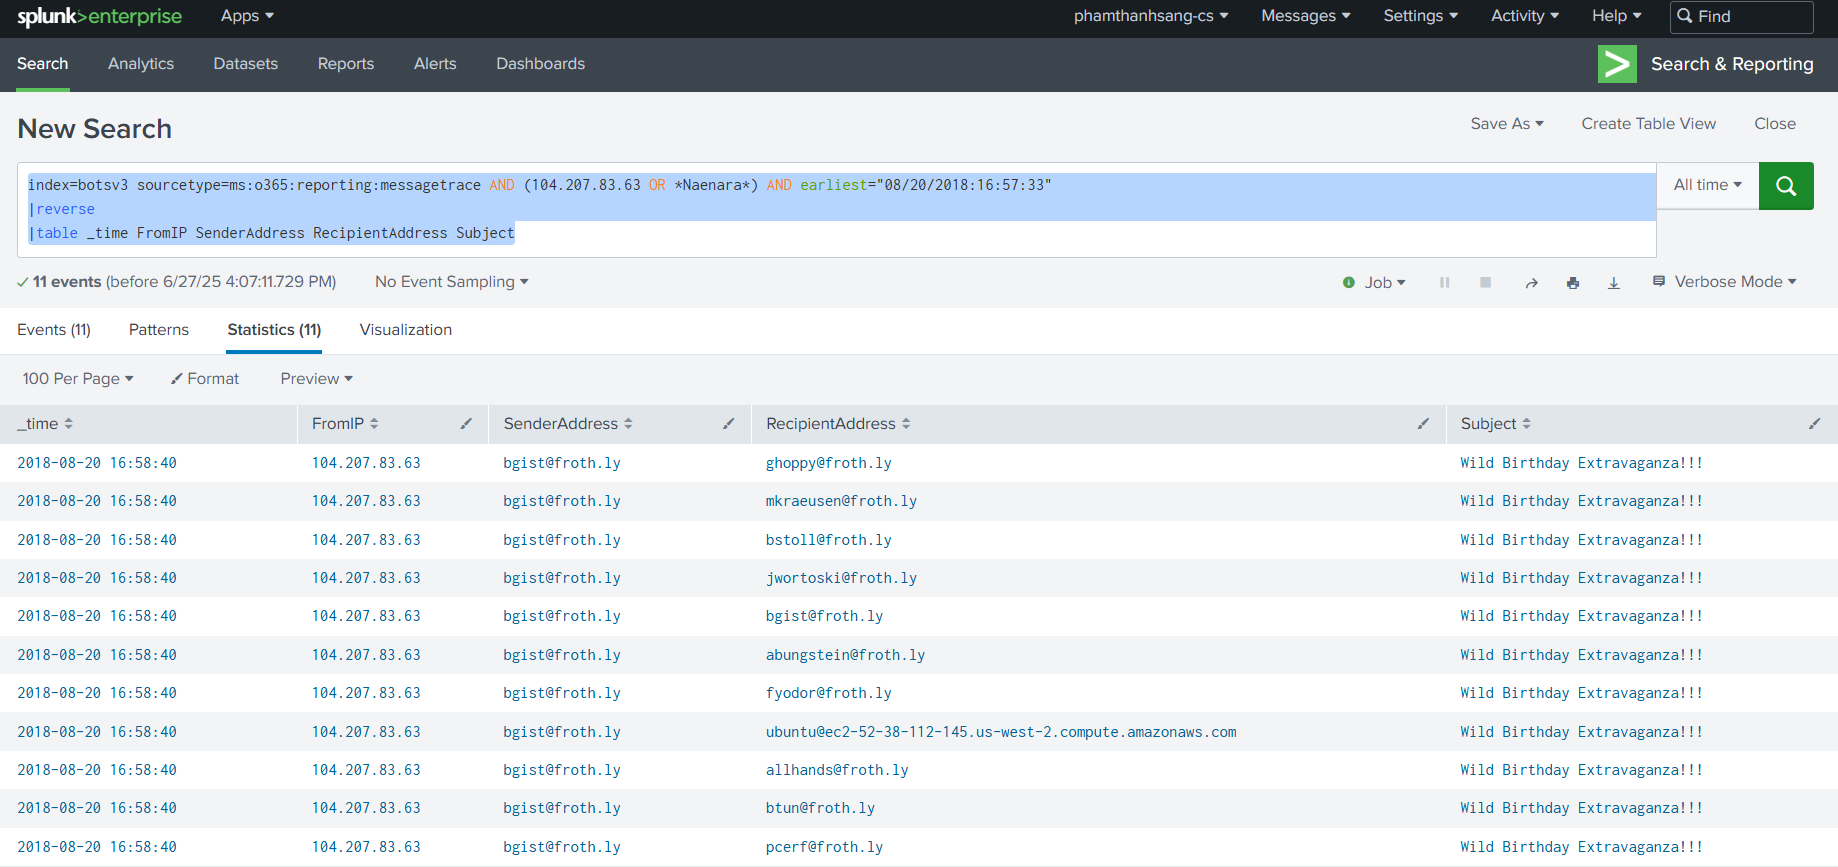 splunk>enterprise Apps phamthanhsang-cs Messages Settings Activity Help Find
Search Analytics Datasets Reports Alerts Dashboards Search & Reporting
New Search Save As Create Table View Close
index=botsv3 sourcetype=ms:o365:reporting:messagetrace AND (104.207.83.63 OR *Naenara*) AND earliest="08/20/2018:16:57:33" All time
|reverse
|table _time FromIP SenderAddress RecipientAddress Subject
11 events (before 6/27/25 4:07:11.729 PM) No Event Sampling Job Verbose Mode
Events (11) Patterns Statistics (11) Visualization
100 Per Page Format Preview
_time FromIP SenderAddress RecipientAddress Subject
2018-08-20 16:58:40 104.207.83.63 bgist@froth.ly ghoppy@froth.ly Wild Birthday Extravaganza!!!
2018-08-20 16:58:40 104.207.83.63 bgist@froth.ly mkraeusen@froth.ly Wild Birthday Extravaganza!!!
2018-08-20 16:58:40 104.207.83.63 bgist@froth.ly bstoll@froth.ly Wild Birthday Extravaganza!!!
2018-08-20 16:58:40 104.207.83.63 bgist@froth.ly jwortoski@froth.ly Wild Birthday Extravaganza!!!
2018-08-20 16:58:40 104.207.83.63 bgist@froth.ly bgist@froth.ly Wild Birthday Extravaganza!!!
2018-08-20 16:58:40 104.207.83.63 bgist@froth.ly abungstein@froth.ly Wild Birthday Extravaganza!!!
2018-08-20 16:58:40 104.207.83.63 bgist@froth.ly fyodor@froth.ly Wild Birthday Extravaganza!!!
2018-08-20 16:58:40 104.207.83.63 bgist@froth.ly ubuntu@ec2-52-38-112-145.us-west-2.compute.amazonaws.com Wild Birthday Extravaganza!!!
2018-08-20 16:58:40 104.207.83.63 bgist@froth.ly allhands@froth.ly Wild Birthday Extravaganza!!!
2018-08-20 16:58:40 104.207.83.63 bgist@froth.ly btun@froth.ly Wild Birthday Extravaganza!!!
2018-08-20 16:58:40 104.207.83.63 bgist@froth.ly pcerf@froth.ly Wild Birthday Extravaganza!!!